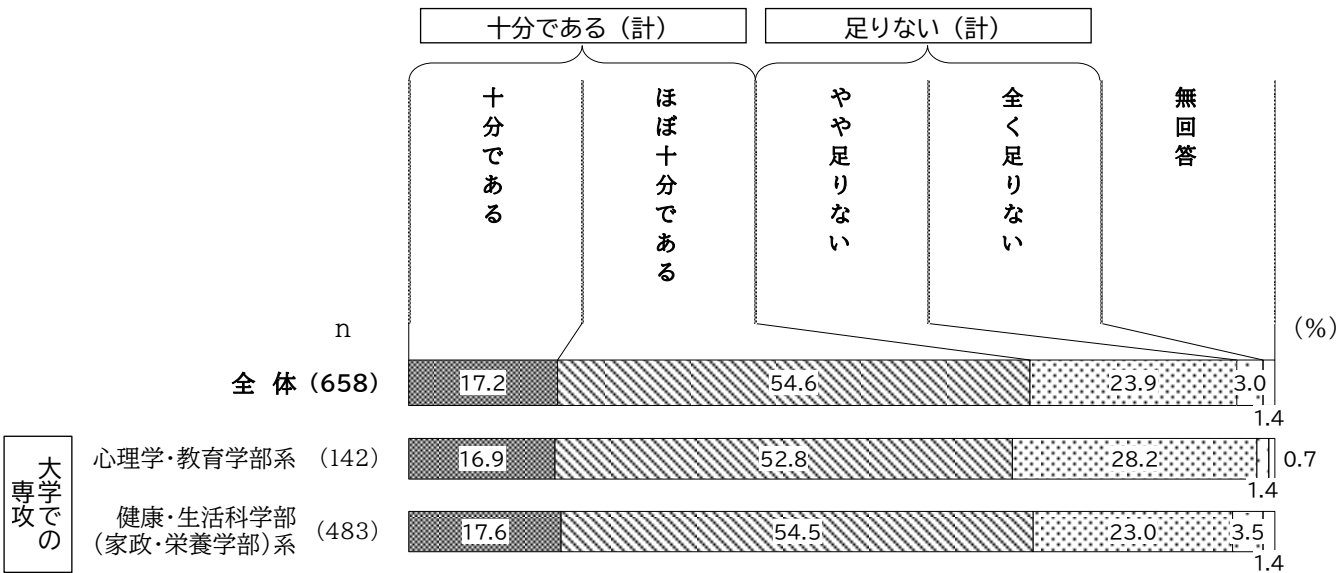 十分である（計）
足りない（計）
十分である
ほぼ十分である
やや足りない
全く足りない
無回答
n
(%)
全 体 (658)
17.2
54.6
23.9
3.0
1.4
大学での
専攻
心理学・教育学部系 (142)
16.9
52.8
28.2
1.4
0.7
健康・生活科学部
（家政・栄養学部）系 (483)
17.6
54.5
23.0
3.5
1.4